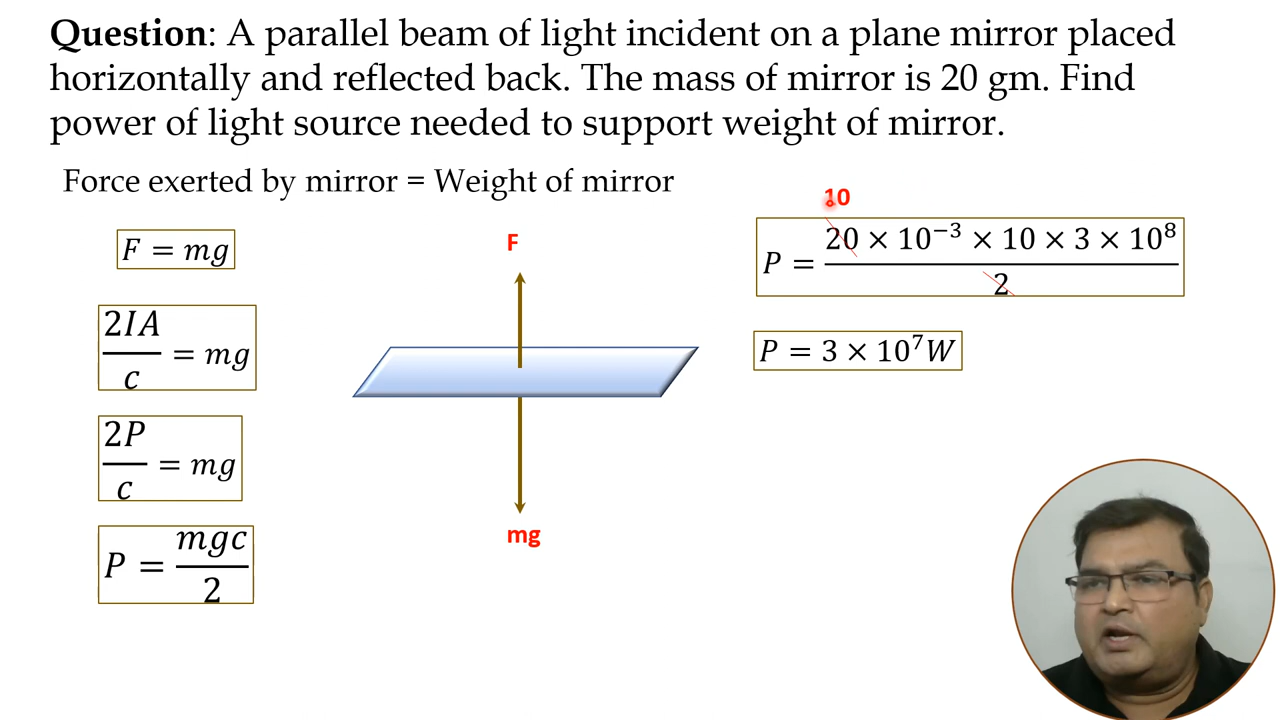 Question: A parallel beam of light incident on a plane mirror placed
horizontally and reflected back. The mass of mirror is 20 gm. Find
power of light source needed to support weight of mirror.
Force exerted by mirror = Weight of mirror
F = mg
2IA/c = mg
2P/c = mg
P = mgc/2
F
mg
10
P = 20 × 10⁻³ × 10 × 3 × 10⁸/2
P = 3 × 10⁷W